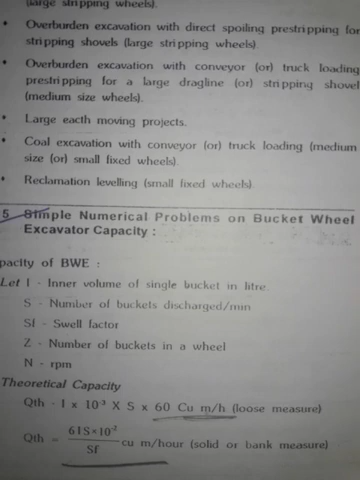 (large stripping wheels).
• Overburden excavation with direct spoiling prestripping for
stripping shovels (large stripping wheels)
• Overburden excavation with conveyor (or) truck loading
prestripping for a large dragline (or) stripping shovel
(medium size wheels).
• Large eacth moving projects.
• Coal excavation with conveyor (or) truck loading (medium
size (or) small fixed wheels).
• Reclamation levelling (small fixed wheels)
5 Simple Numerical Problems on Bucket Wheel
Excavator Capacity :
pacity of BWE :
Let I - Inner volume of single bucket in litre.
S - Number of buckets discharged/min
Sf - Swell factor
Z - Number of buckets in a wheel
N - rpm
Theoretical Capacity
Qth - I x 10⁻³ X S x 60 Cu m/h (loose measure)
Qth = 6IS×10⁻² / Sf cu m/hour (solid or bank measure)